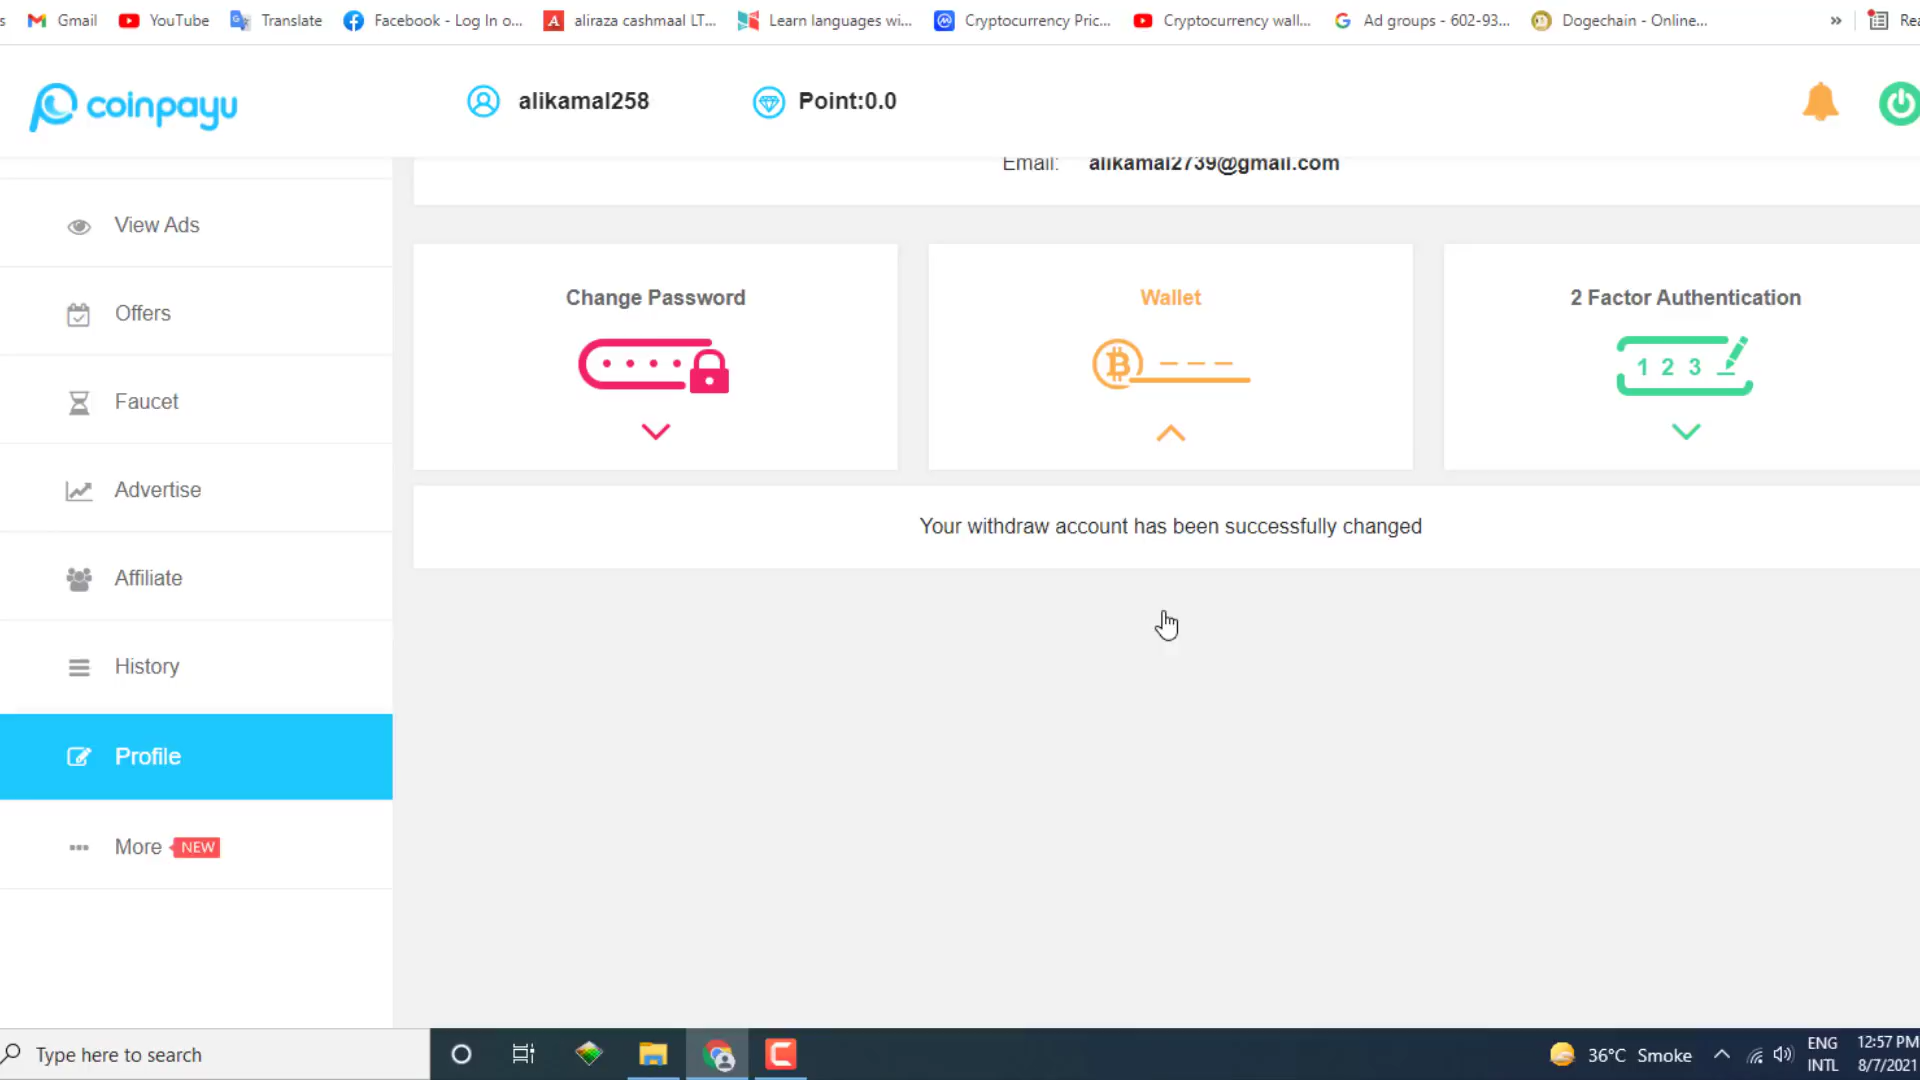 Gmail YouTube Translate Facebook - Log In o... aliraza cashmaal LT... Learn languages wi... Cryptocurrency Pric... Cryptocurrency wall... Ad groups - 602-93... Dogechain - Online... » Rea
coinpayu alikamal258 Point:0.0
Email: alikamal2739@gmail.com
View Ads
Offers
Faucet
Advertise
Affiliate
History
Profile
More NEW
Change Password Wallet 2 Factor Authentication
1 2 3
Your withdraw account has been successfully changed
Type here to search 36°C Smoke ENG 12:57 PM
INTL 8/7/2021